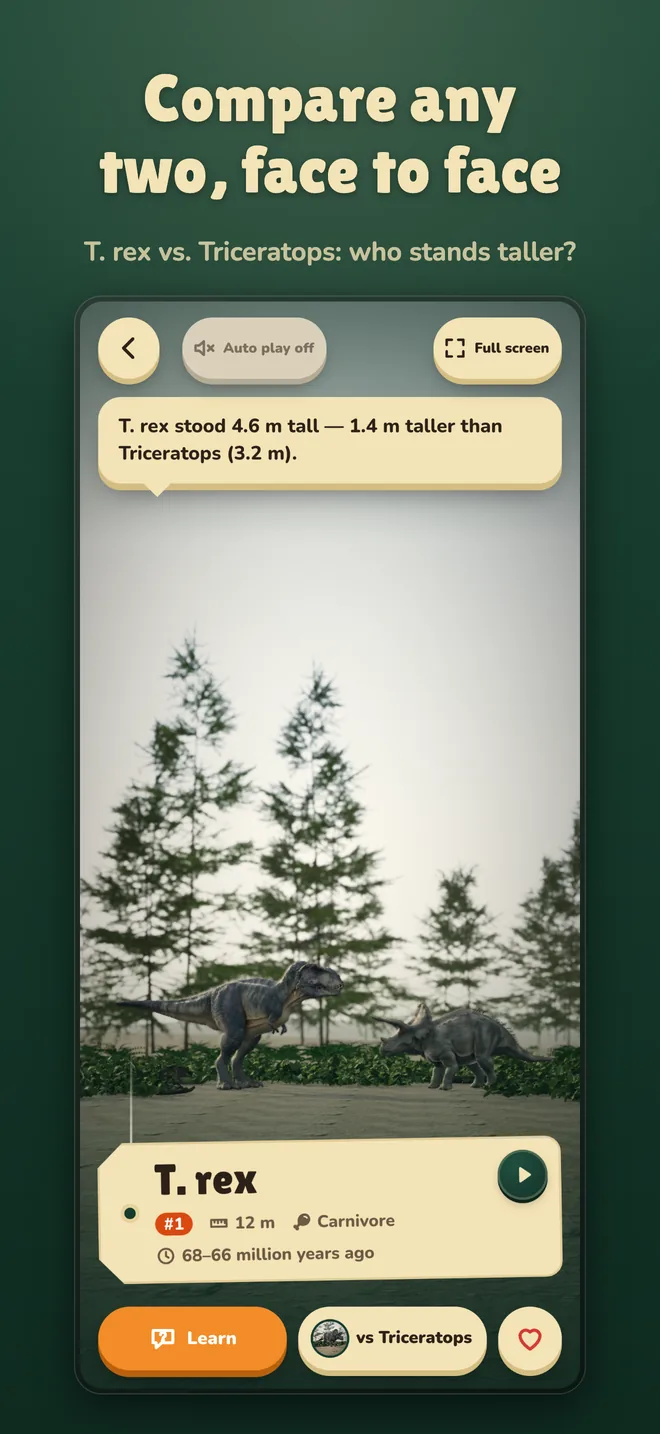 Compare any
two, face to face
T. rex vs. Triceratops: who stands taller?
Auto play off
Full screen
T. rex stood 4.6 m tall — 1.4 m taller than
Triceratops (3.2 m).
T. rex
#1 12 m Carnivore
68–66 million years ago
Learn
vs Triceratops